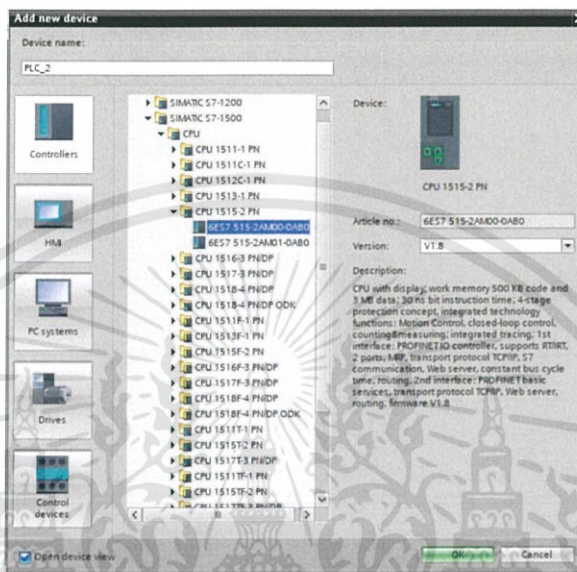 Add new device
Device name:
PLC_2
Controllers
HMI
PC systems
Drives
Control
devices
SIMATIC S7-1200
SIMATIC S7-1500
CPU
CPU 1511-1 PN
CPU 1511C-1 PN
CPU 1512C-1 PN
CPU 1513-1 PN
CPU 1515-2 PN
6ES7 515-2AM00-0AB0
6ES7 515-2AM01-0AB0
CPU 1516-3 PN/DP
CPU 1517-3 PN/DP
CPU 1518-4 PN/DP
CPU 1518-4 PN/DP ODK
CPU 1511F-1 PN
CPU 1513F-1 PN
CPU 1515F-2 PN
CPU 1516F-3 PN/DP
CPU 1517F-3 PN/DP
CPU 1518F-4 PN/DP
CPU 1518F-4 PN/DP ODK
CPU 1511T-1 PN
CPU 1515T-2 PN
CPU 1517T-3 PN/DP
CPU 1511TF-1 PN
CPU 1515TF-2 PN
CPU 1517TF-3 PN/DP
Device:
CPU 1515-2 PN
Article no.:
6ES7 515-2AM00-0AB0
Version:
V1.8
Description:
CPU with display; work memory 500 KB code and
3 MB data; 30 ns bit instruction time; 4-stage
protection concept, integrated technology
functions: Motion Control, closed-loop control,
counting&measuring; integrated tracing; 1st
interface: PROFINET IO controller, supports RT/IRT,
2 ports, MRP, transport protocol TCP/IP, S7
communication, Web server, constant bus cycle
time, routing; 2nd interface: PROFINET basic
services, transport protocol TCP/IP, Web server,
routing; firmware V1.8
Open device view
OK
Cancel